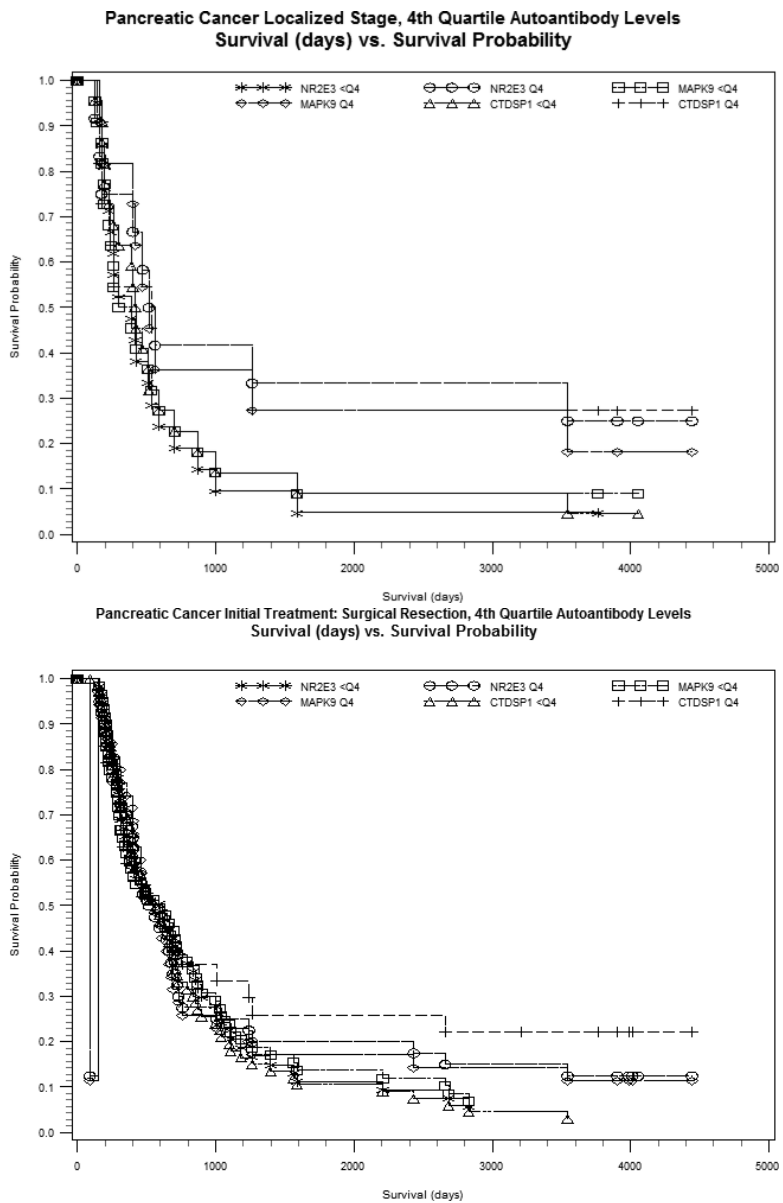 Pancreatic Cancer Localized Stage, 4th Quartile Autoantibody Levels
Survival (days) vs. Survival Probability
NR2E3 <Q4 NR2E3 Q4 MAPK9 <Q4
MAPK9 Q4 CTDSP1 <Q4 CTDSP1 Q4
Survival Probability
1.0
0.9
0.8
0.7
0.6
0.5
0.4
0.3
0.2
0.1
0.0
0 1000 2000 3000 4000 5000
Survival (days)
Pancreatic Cancer Initial Treatment: Surgical Resection, 4th Quartile Autoantibody Levels
Survival (days) vs. Survival Probability
NR2E3 <Q4 NR2E3 Q4 MAPK9 <Q4
MAPK9 Q4 CTDSP1 <Q4 CTDSP1 Q4
Survival Probability
1.0
0.9
0.8
0.7
0.6
0.5
0.4
0.3
0.2
0.1
0.0
0 1000 2000 3000 4000 5000
Survival (days)